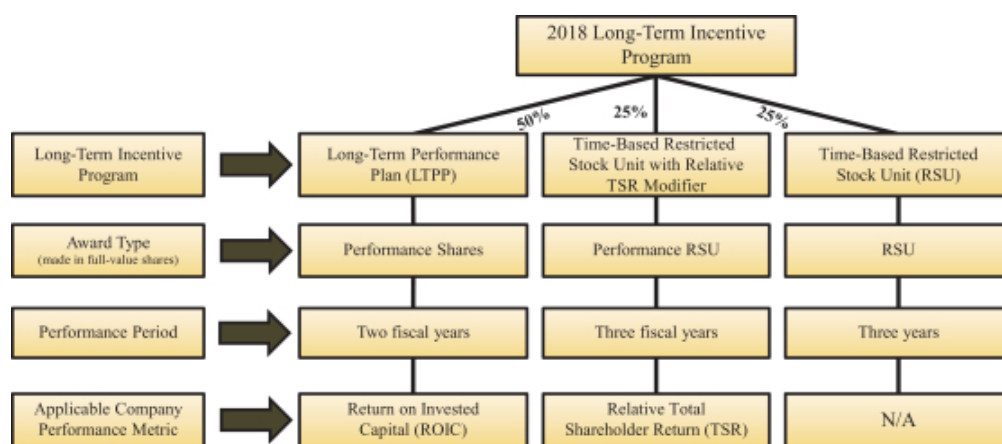 2018 Long-Term Incentive
Program
50%
25%
25%
Long-Term Incentive
Program
Long-Term Performance
Plan (LTPP)
Time-Based Restricted
Stock Unit with Relative
TSR Modifier
Time-Based Restricted
Stock Unit (RSU)
Award Type
(made in full-value shares)
Performance Shares
Performance RSU
RSU
Performance Period
Two fiscal years
Three fiscal years
Three years
Applicable Company
Performance Metric
Return on Invested
Capital (ROIC)
Relative Total
Shareholder Return (TSR)
N/A